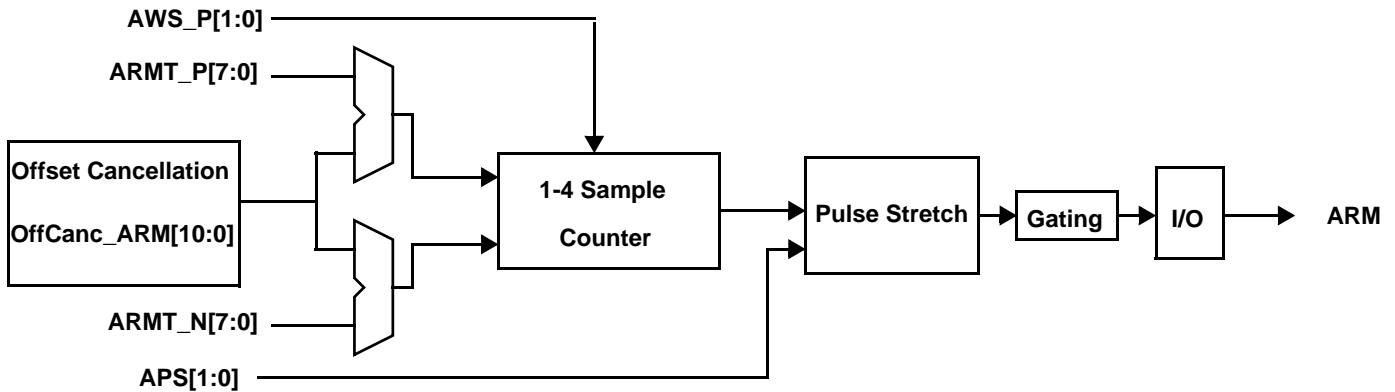 AWS_P[1:0]
ARMT_P[7:0]
Offset Cancellation
OffCanc_ARM[10:0]
ARMT_N[7:0]
APS[1:0]
1-4 Sample
Counter
Pulse Stretch
Gating
I/O
ARM